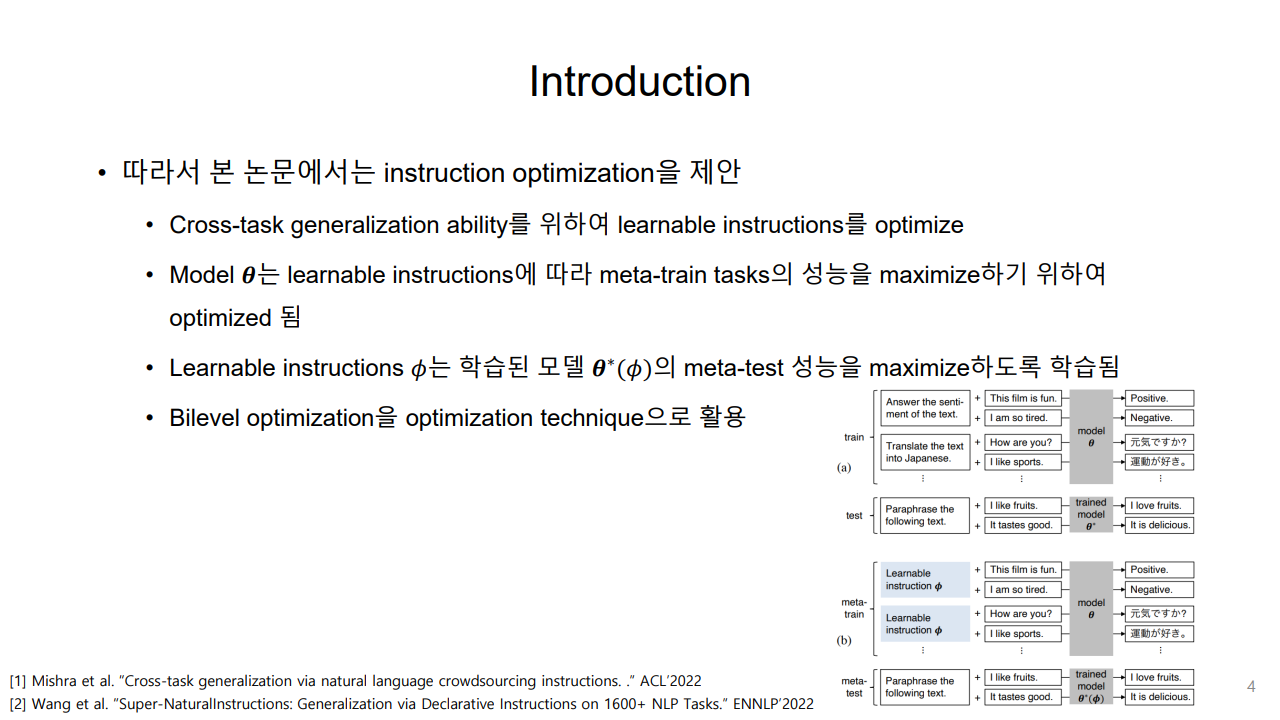 Introduction
• 따라서 본 논문에서는 instruction optimization을 제안
• Cross-task generalization ability를 위하여 learnable instructions를 optimize
• Model θ는 learnable instructions에 따라 meta-train tasks의 성능을 maximize하기 위하여
optimized 됨
• Learnable instructions ϕ는 학습된 모델 θ*(ϕ)의 meta-test 성능을 maximize하도록 학습됨
• Bilevel optimization을 optimization technique으로 활용
(a)
train
Answer the senti-
ment of the text.
+ This film is fun.
+ I am so tired.
Translate the text
into Japanese.
+ How are you?
+ I like sports.
⋮ ⋮ ⋮
model
θ
Positive.
Negative.
元気ですか?
運動が好き。
test
Paraphrase the
following text.
+ I like fruits.
+ It tastes good.
trained
model
θ*
I love fruits.
It is delicious.
(b)
meta-
train
Learnable
instruction ϕ
+ This film is fun.
+ I am so tired.
Learnable
instruction ϕ
+ How are you?
+ I like sports.
⋮ ⋮ ⋮
model
θ
Positive.
Negative.
元気ですか?
運動が好き。
meta-
test
Paraphrase the
following text.
+ I like fruits.
+ It tastes good.
trained
model
θ*(ϕ)
I love fruits.
It is delicious.
[1] Mishra et al. “Cross-task generalization via natural language crowdsourcing instructions. .” ACL’2022
[2] Wang et al. “Super-NaturalInstructions: Generalization via Declarative Instructions on 1600+ NLP Tasks.” ENNLP’2022
4